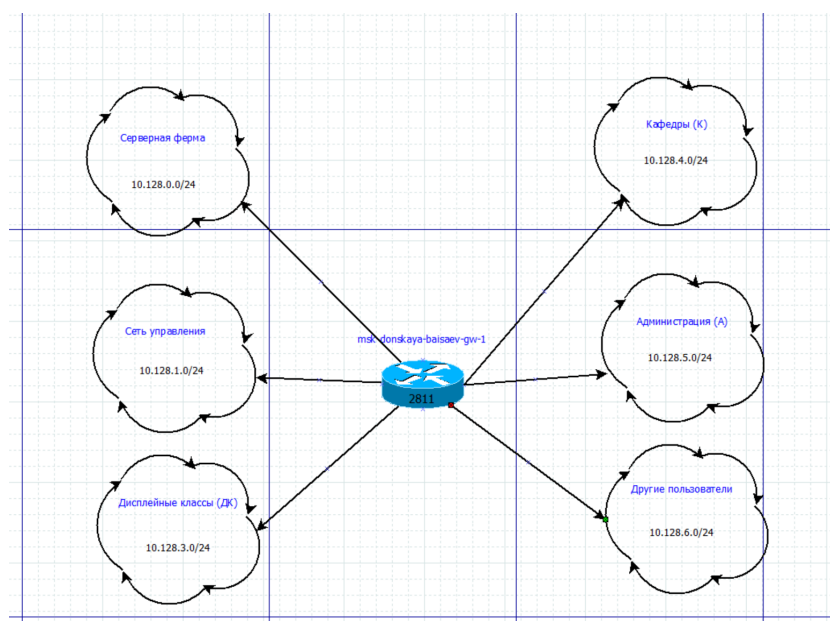 Серверная ферма
10.128.0.0/24
Кафедры (К)
10.128.4.0/24
Сеть управления
10.128.1.0/24
msk-donskaya-baisaev-gw-1
2811
Администрация (А)
10.128.5.0/24
Дисплейные классы (ДК)
10.128.3.0/24
Другие пользователи
10.128.6.0/24